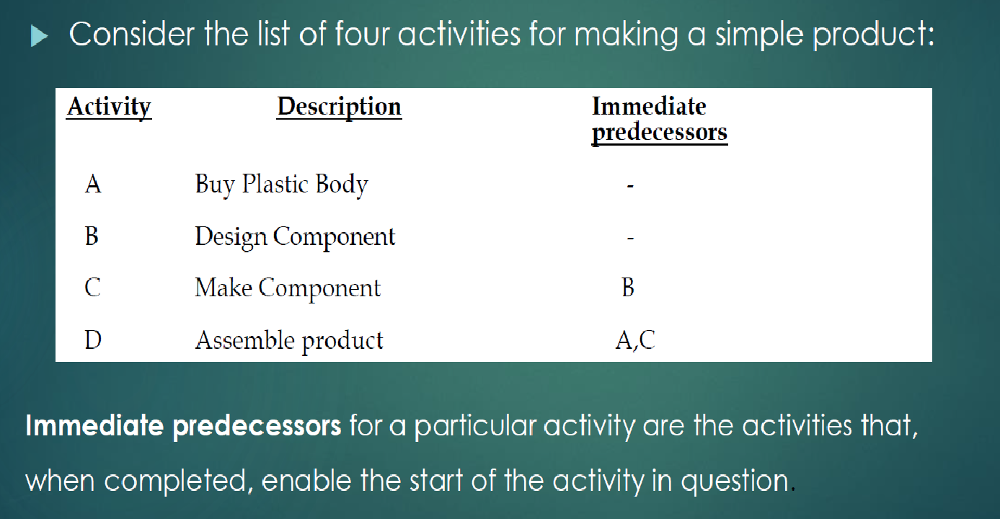 Consider the list of four activities for making a simple product:
Activity Description Immediate
predecessors
A Buy Plastic Body -
B Design Component -
C Make Component B
D Assemble product A,C
Immediate predecessors for a particular activity are the activities that,
when completed, enable the start of the activity in question.